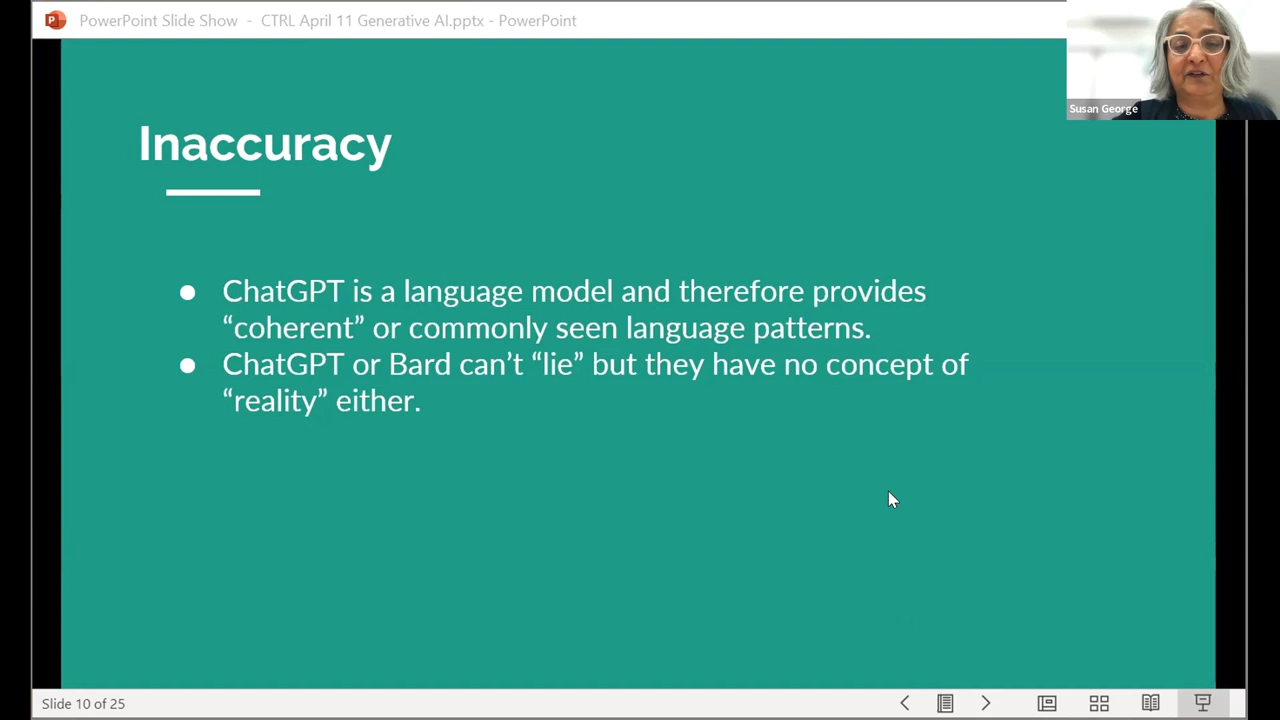 PowerPoint Slide Show - CTRL April 11 Generative AI.pptx - PowerPoint
Susan George
Inaccuracy
● ChatGPT is a language model and therefore provides
“coherent” or commonly seen language patterns.
● ChatGPT or Bard can’t “lie” but they have no concept of
“reality” either.
Slide 10 of 25